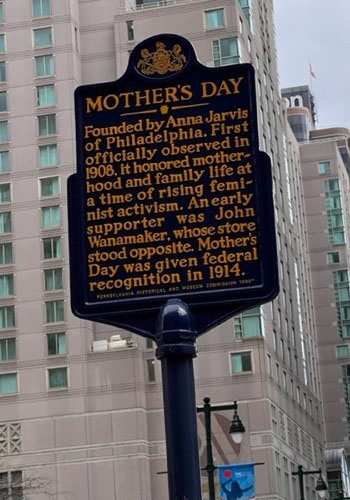 MOTHER'S DAY
Founded by Anna Jarvis
of Philadelphia. First
officially observed in
1908, it honored mother-
hood and family life at
a time of rising femi-
nist activism. An early
supporter was John
Wanamaker, whose store
stood opposite. Mother's
Day was given federal
recognition in 1914.
PENNSYLVANIA HISTORICAL AND MUSEUM COMMISSION